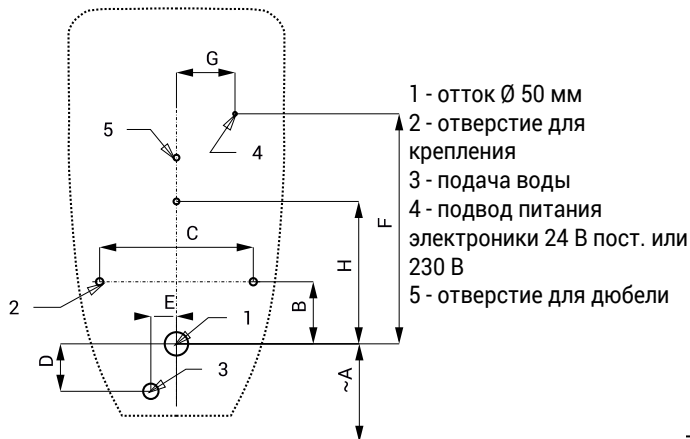 G
5
4
1 - отток Ø 50 мм
2 - отверстие для
крепления
3 - подача воды
4 - подвод питания
электроники 24 В пост. или
230 В
5 - отверстие для дюбели
F
C
H
2
E
B
1
D
3
~A